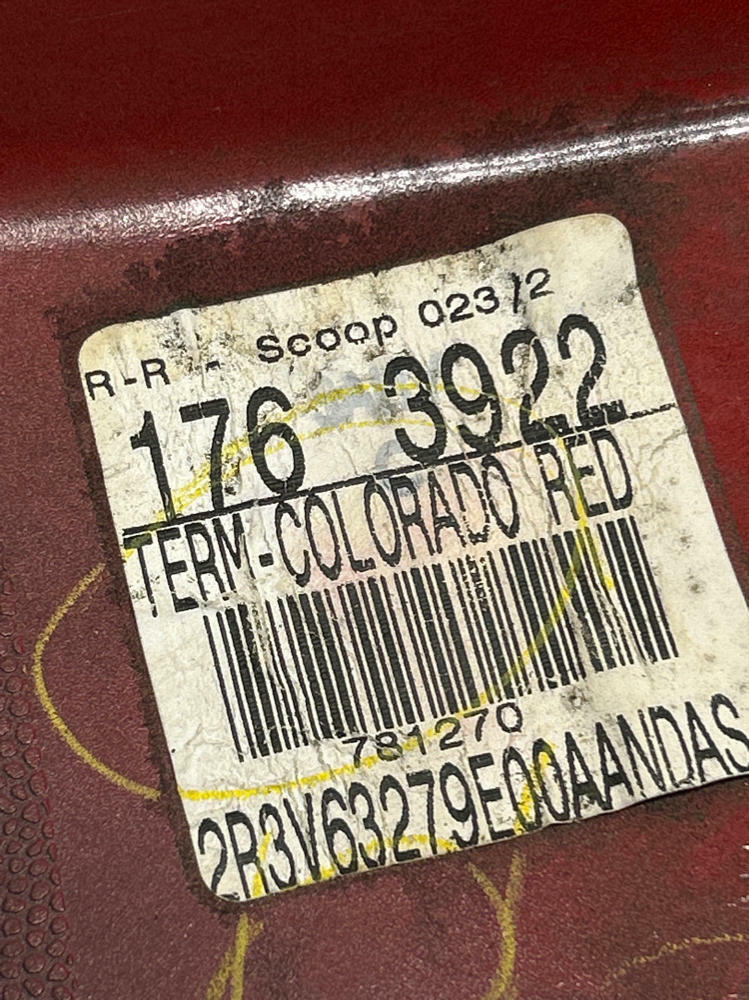 R-R - Scoop 023/2
176 3922
TERM-COLORADO RED
781270
2R3V63279E00AANDAS